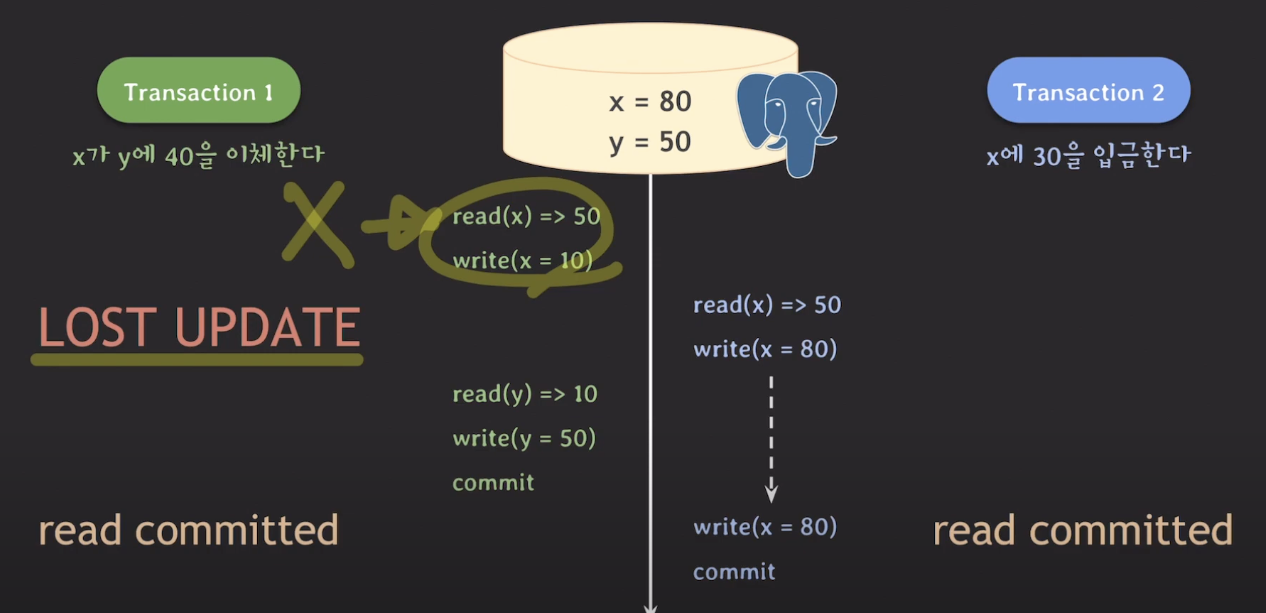 Transaction 1
x가 y에 40을 이체한다
x = 80
y = 50
Transaction 2
x에 30을 입금한다
X
read(x) => 50
write(x = 10)
LOST UPDATE
read(x) => 50
write(x = 80)
read(y) => 10
write(y = 50)
commit
write(x = 80)
commit
read committed
read committed